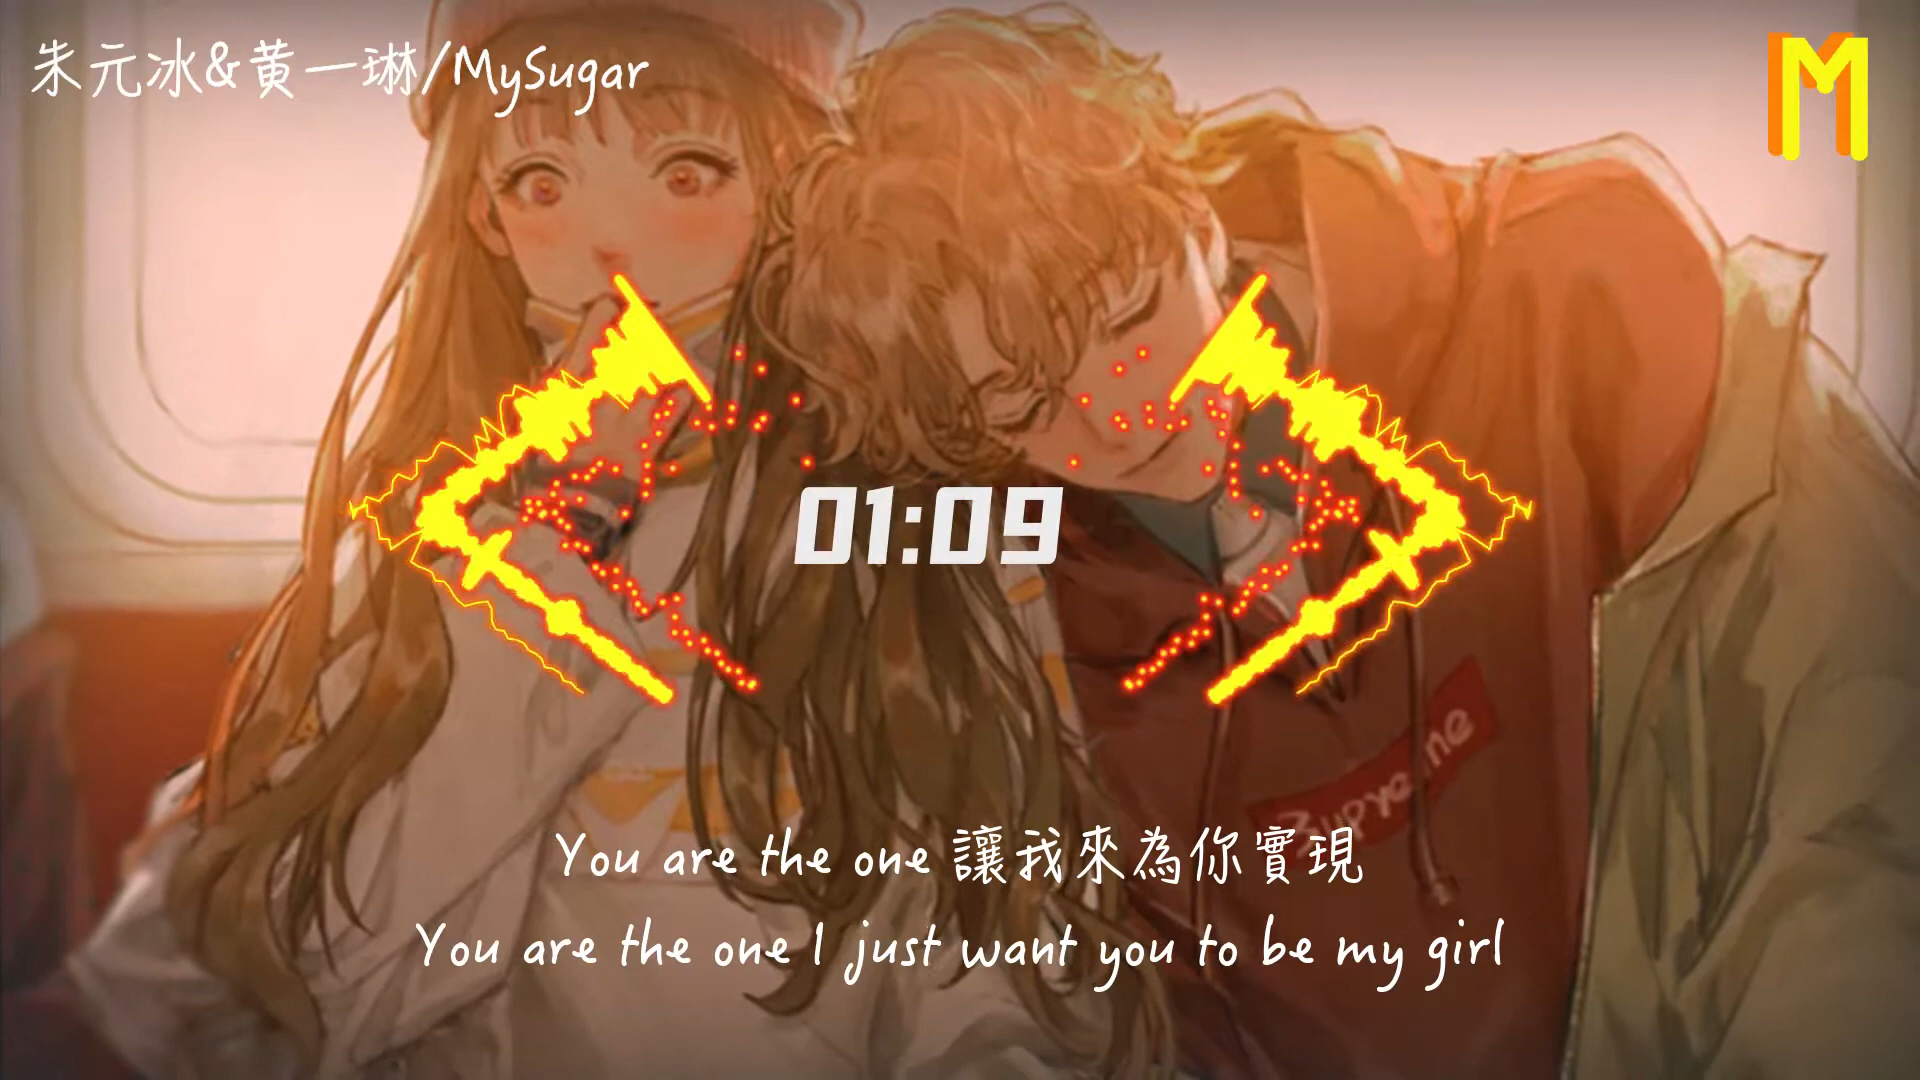 朱元冰&黄一琳/MySugar
M
01:09
Supreme
You are the one 讓我來為你實現
You are the one I just want you to be my girl